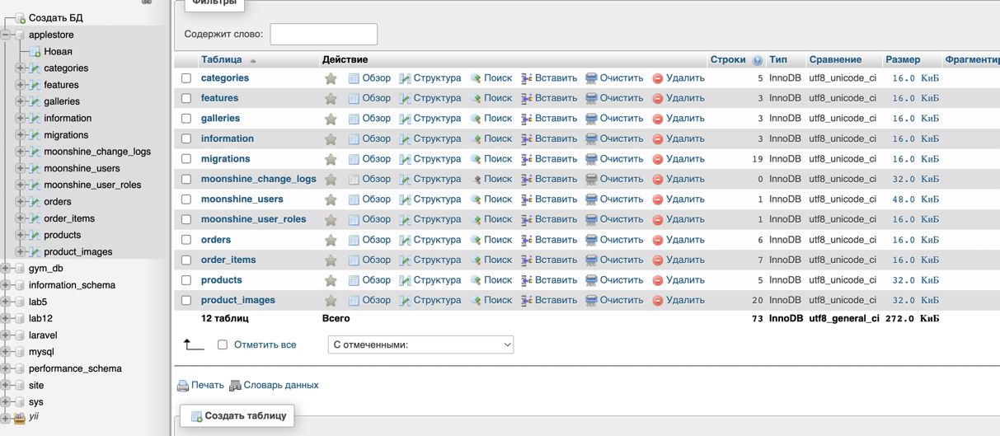 Создать БД
applestore
Новая
categories
features
galleries
information
migrations
moonshine_change_logs
moonshine_users
moonshine_user_roles
orders
order_items
products
product_images
gym_db
information_schema
lab5
lab12
laravel
mysql
performance_schema
site
sys
yii
Фильтры
Содержит слово:
Таблица Действие Строки Тип Сравнение Размер Фрагментир
categories Обзор Структура Поиск Вставить Очистить Удалить 5 InnoDB utf8_unicode_ci 16.0 КиБ
features Обзор Структура Поиск Вставить Очистить Удалить 3 InnoDB utf8_unicode_ci 16.0 КиБ
galleries Обзор Структура Поиск Вставить Очистить Удалить 3 InnoDB utf8_unicode_ci 16.0 КиБ
information Обзор Структура Поиск Вставить Очистить Удалить 3 InnoDB utf8_unicode_ci 16.0 КиБ
migrations Обзор Структура Поиск Вставить Очистить Удалить 19 InnoDB utf8_unicode_ci 16.0 КиБ
moonshine_change_logs Обзор Структура Поиск Вставить Очистить Удалить 0 InnoDB utf8_unicode_ci 32.0 КиБ
moonshine_users Обзор Структура Поиск Вставить Очистить Удалить 1 InnoDB utf8_unicode_ci 48.0 КиБ
moonshine_user_roles Обзор Структура Поиск Вставить Очистить Удалить 1 InnoDB utf8_unicode_ci 16.0 КиБ
orders Обзор Структура Поиск Вставить Очистить Удалить 6 InnoDB utf8_unicode_ci 16.0 КиБ
order_items Обзор Структура Поиск Вставить Очистить Удалить 7 InnoDB utf8_unicode_ci 16.0 КиБ
products Обзор Структура Поиск Вставить Очистить Удалить 5 InnoDB utf8_unicode_ci 32.0 КиБ
product_images Обзор Структура Поиск Вставить Очистить Удалить 20 InnoDB utf8_unicode_ci 32.0 КиБ
12 таблиц Всего 73 InnoDB utf8_general_ci 272.0 КиБ
Отметить все С отмеченными:
Печать Словарь данных
Создать таблицу